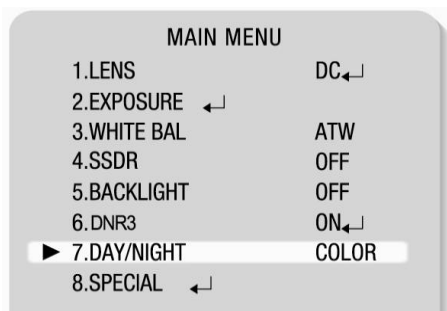 MAIN MENU
1.LENS DC↵
2.EXPOSURE ↵
3.WHITE BAL ATW
4.SSDR OFF
5.BACKLIGHT OFF
6.DNR3 ON↵
▶ 7.DAY/NIGHT COLOR
8.SPECIAL ↵